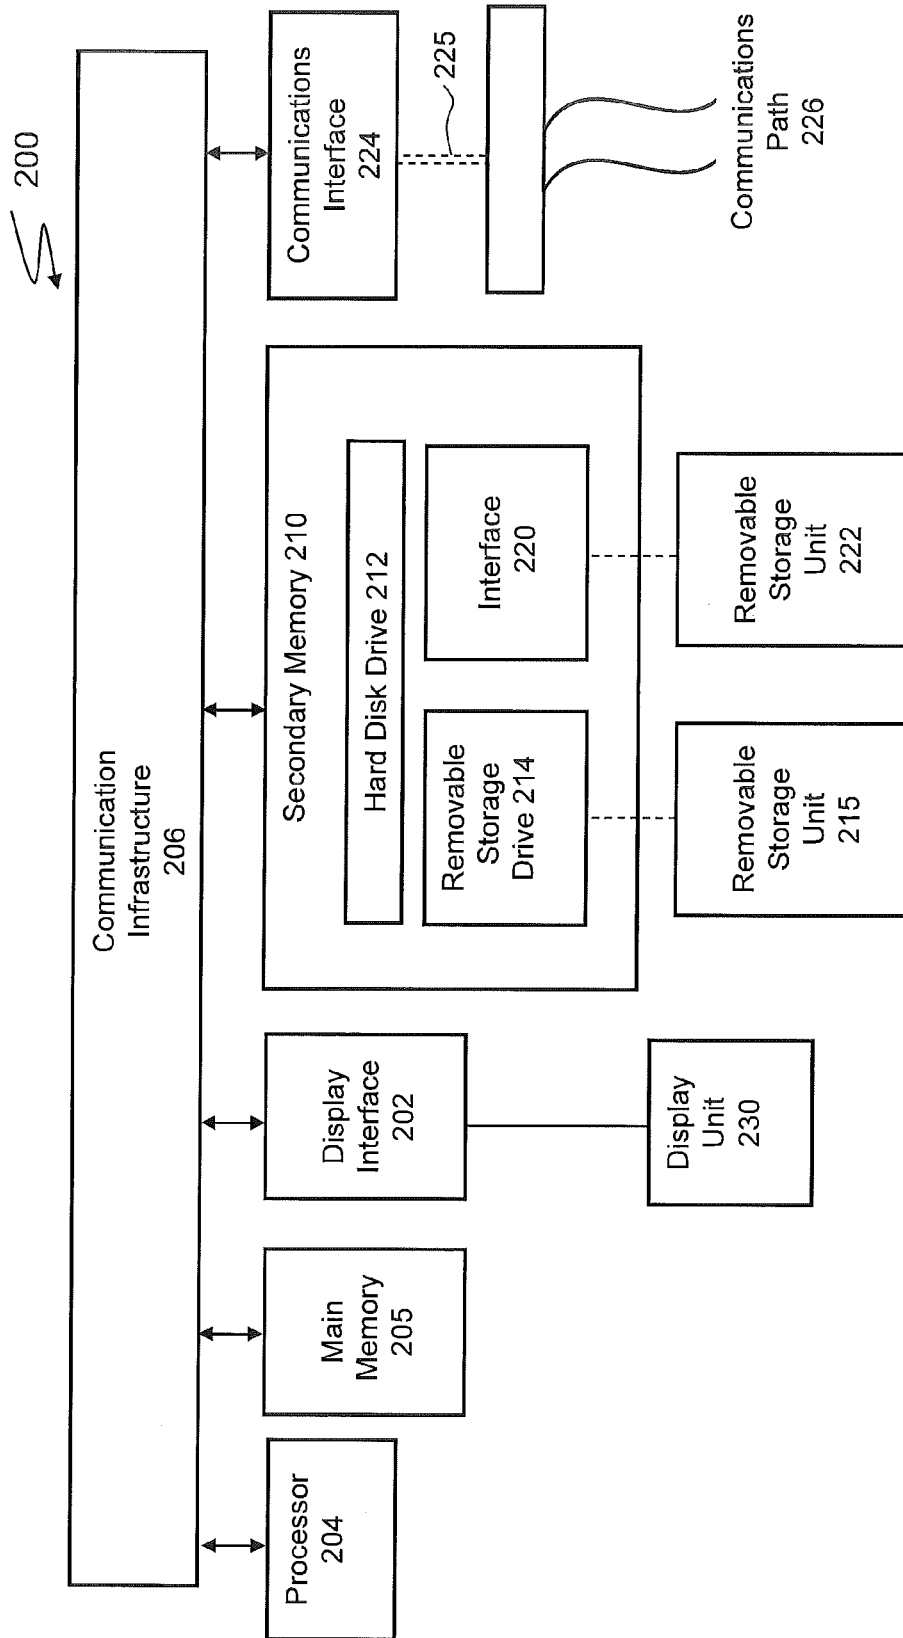 200
Communication
Infrastructure
206
Processor
204
Main
Memory
205
Display
Interface
202
Display
Unit
230
Secondary Memory 210
Hard Disk Drive 212
Removable
Storage
Drive 214
Interface
220
Removable
Storage
Unit
215
Removable
Storage
Unit
222
Communications
Interface
224
225
Communications
Path
226